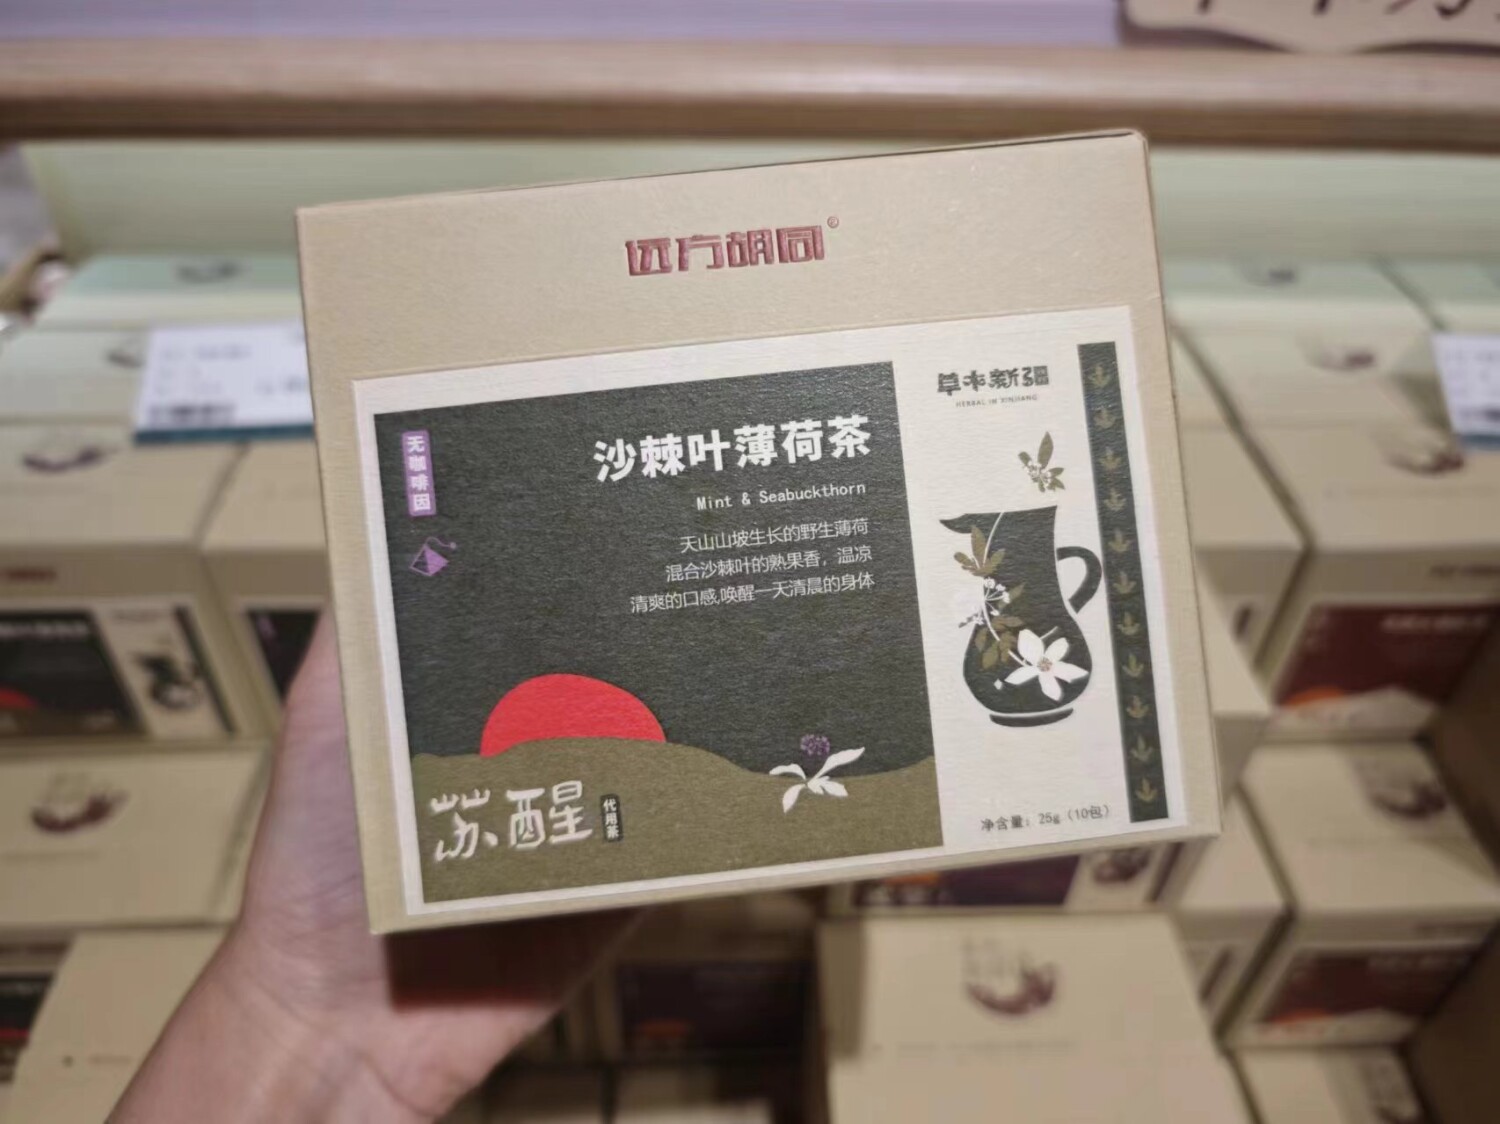 远方胡同®
无咖啡因
沙棘叶薄荷茶
Mint & Seabuckthorn
天山山坡生长的野生薄荷
混合沙棘叶的熟果香，温凉
清爽的口感,唤醒一天清晨的身体
苏醒
代用茶
草本新疆
HERBAL IN XINJIANG
净含量：25g（10包）